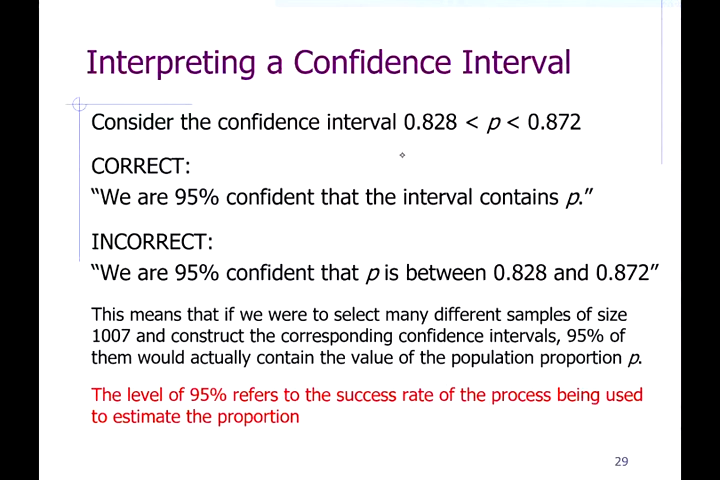 Interpreting a Confidence Interval
Consider the confidence interval 0.828 < p < 0.872
CORRECT:
“We are 95% confident that the interval contains p.”
INCORRECT:
“We are 95% confident that p is between 0.828 and 0.872”
This means that if we were to select many different samples of size
1007 and construct the corresponding confidence intervals, 95% of
them would actually contain the value of the population proportion p.
The level of 95% refers to the success rate of the process being used
to estimate the proportion
29